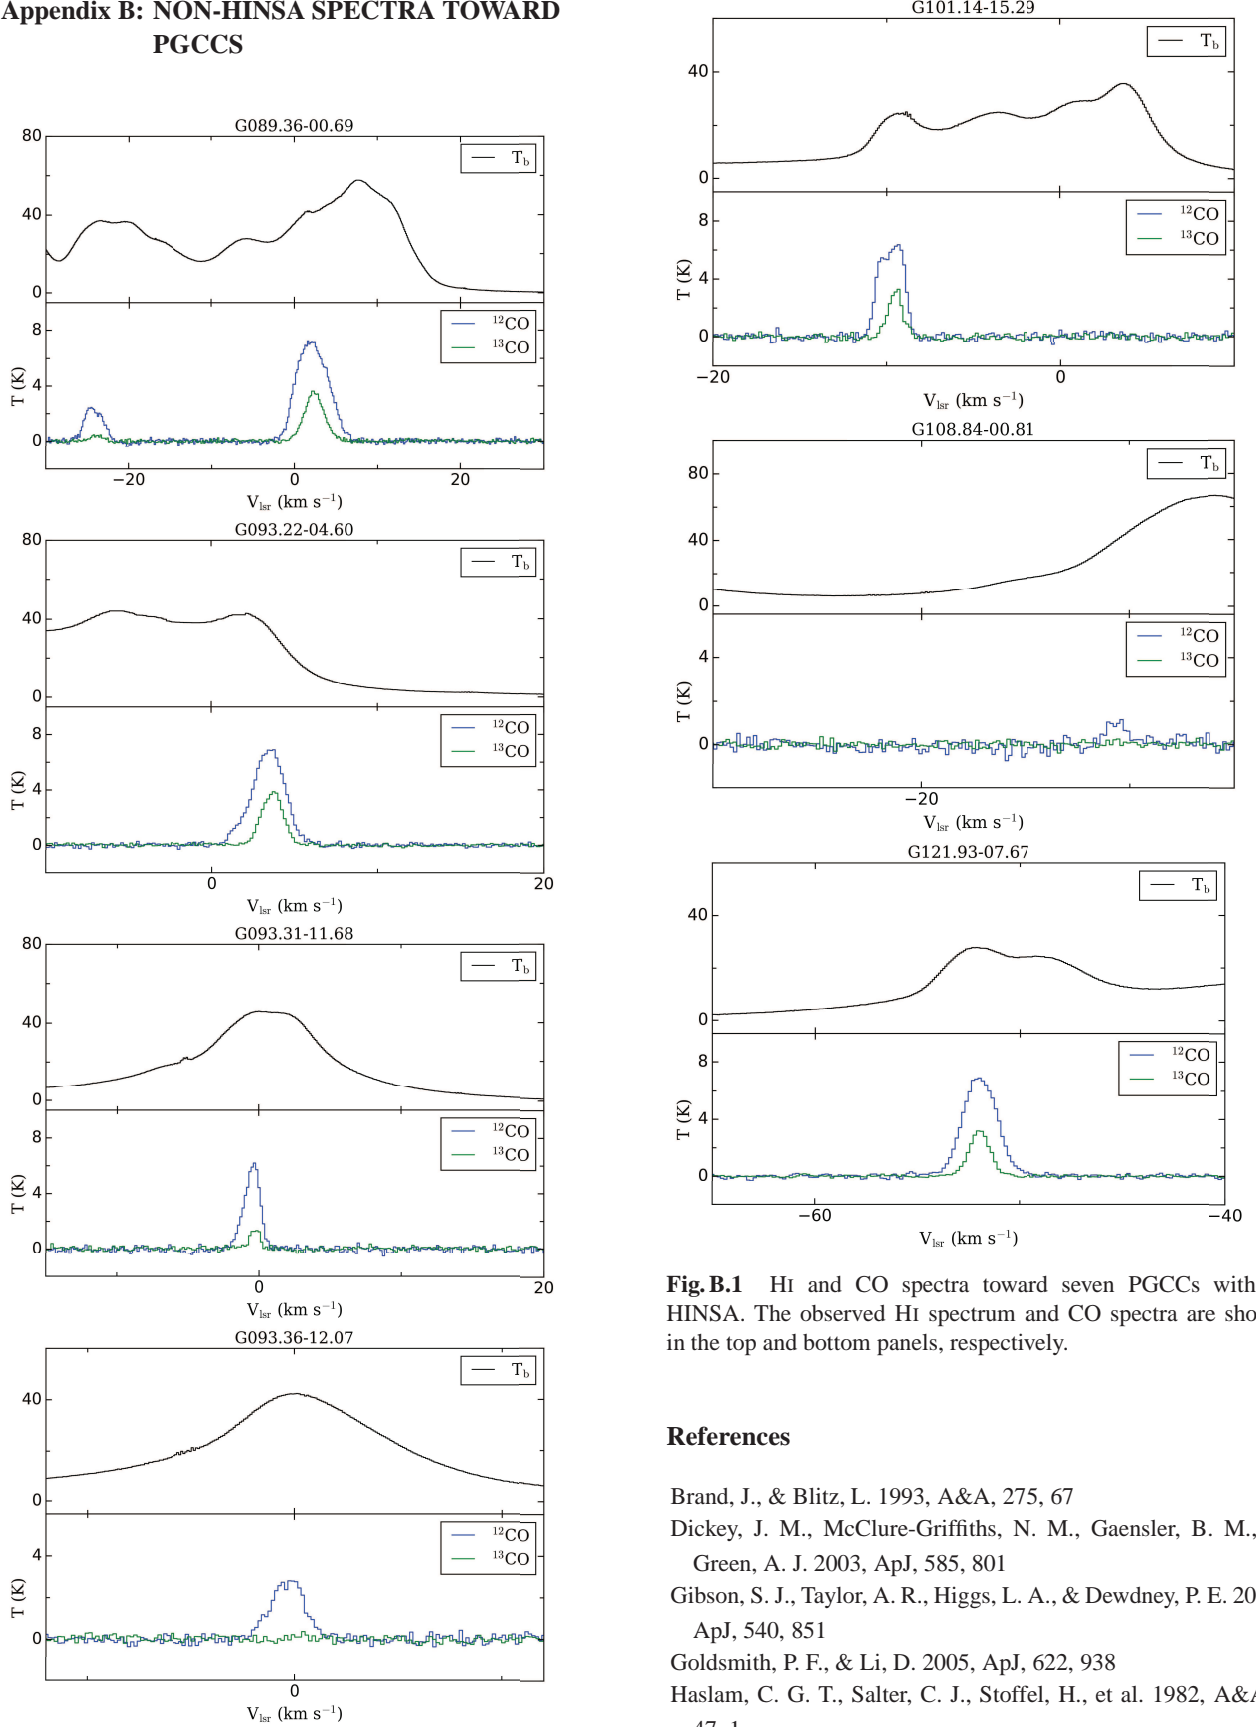 Appendix B: NON-HINSA SPECTRA TOWARD
PGCCS
G089.36-00.69
80
40
0
T_b
8
4
0
T (K)
¹²CO
¹³CO
−20
0
20
V_lsr (km s⁻¹)
G093.22-04.60
80
40
0
T_b
8
4
0
T (K)
¹²CO
¹³CO
0
20
V_lsr (km s⁻¹)
G093.31-11.68
80
40
0
T_b
8
4
0
T (K)
¹²CO
¹³CO
0
20
V_lsr (km s⁻¹)
G093.36-12.07
40
0
T_b
4
0
T (K)
¹²CO
¹³CO
0
V_lsr (km s⁻¹)
G101.14-15.29
40
0
T_b
8
4
0
T (K)
¹²CO
¹³CO
−20
0
V_lsr (km s⁻¹)
G108.84-00.81
80
40
0
T_b
4
0
T (K)
¹²CO
¹³CO
−20
V_lsr (km s⁻¹)
G121.93-07.67
40
0
T_b
8
4
0
T (K)
¹²CO
¹³CO
−60
−40
V_lsr (km s⁻¹)
Fig. B.1 HI and CO spectra toward seven PGCCs with
HINSA. The observed HI spectrum and CO spectra are sho
in the top and bottom panels, respectively.
References
Brand, J., & Blitz, L. 1993, A&A, 275, 67
Dickey, J. M., McClure-Griffiths, N. M., Gaensler, B. M.,
Green, A. J. 2003, ApJ, 585, 801
Gibson, S. J., Taylor, A. R., Higgs, L. A., & Dewdney, P. E. 20
ApJ, 540, 851
Goldsmith, P. F., & Li, D. 2005, ApJ, 622, 938
Haslam, C. G. T., Salter, C. J., Stoffel, H., et al. 1982, A&A
47, 1